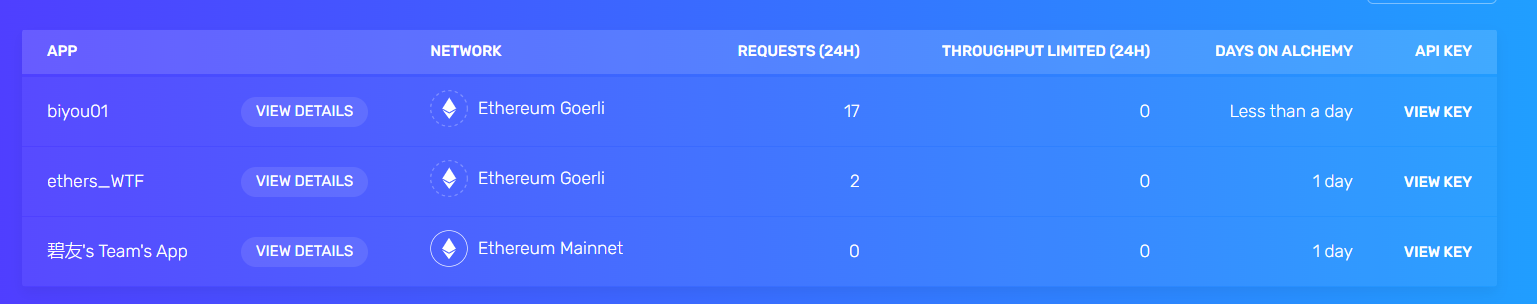 APP NETWORK REQUESTS (24H) THROUGHPUT LIMITED (24H) DAYS ON ALCHEMY API KEY
biyou01 VIEW DETAILS Ethereum Goerli 17 0 Less than a day VIEW KEY
ethers_WTF VIEW DETAILS Ethereum Goerli 2 0 1 day VIEW KEY
碧友's Team's App VIEW DETAILS Ethereum Mainnet 0 0 1 day VIEW KEY